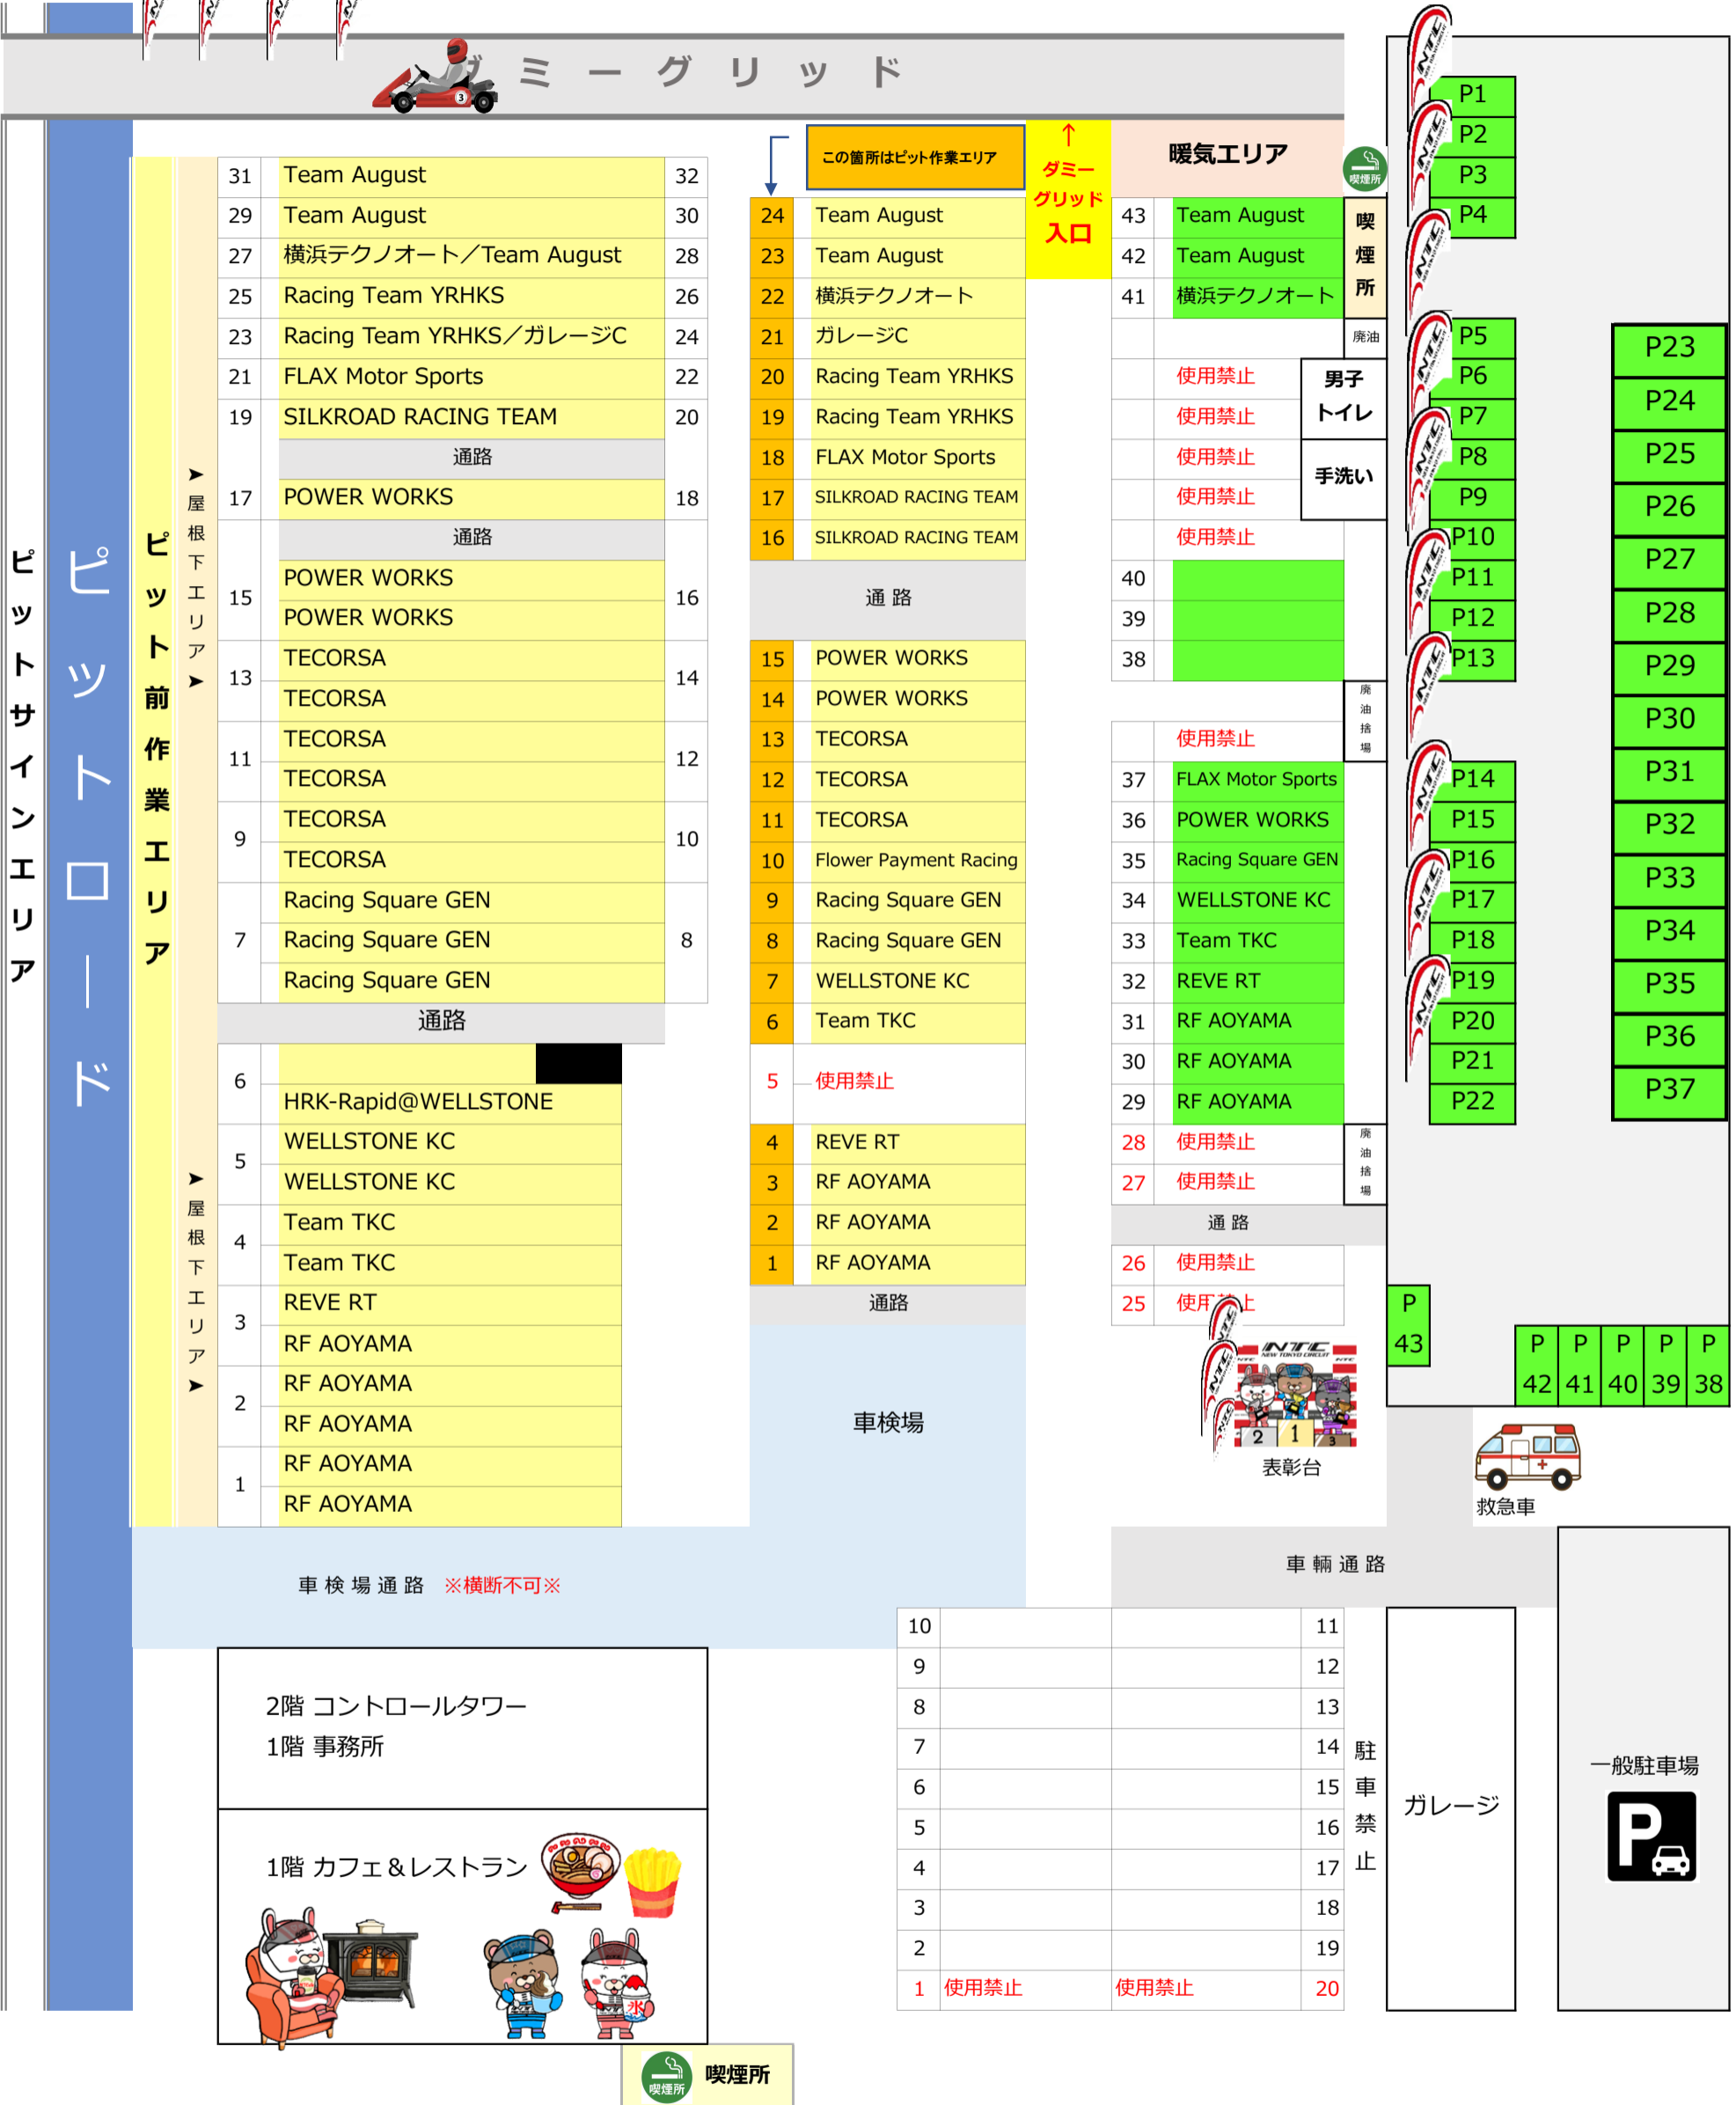 ダミーグリッド
この箇所はピット作業エリア
↑
ダミー
グリッド
入口
暖気エリア
喫煙所
ピットサインエリア
ピットロード
ピット前作業エリア
➤屋根下エリア➤
➤屋根下エリア➤
31 Team August 32
29 Team August 30
27 横浜テクノオート／Team August 28
25 Racing Team YRHKS 26
23 Racing Team YRHKS／ガレージC 24
21 FLAX Motor Sports 22
19 SILKROAD RACING TEAM 20
通路
17 POWER WORKS 18
通路
15 POWER WORKS 16
POWER WORKS
13 TECORSA 14
TECORSA
11 TECORSA 12
TECORSA
9 TECORSA 10
TECORSA
Racing Square GEN
7 Racing Square GEN 8
Racing Square GEN
通路
6
HRK-Rapid@WELLSTONE
5 WELLSTONE KC
WELLSTONE KC
4 Team TKC
Team TKC
3 REVE RT
RF AOYAMA
2 RF AOYAMA
RF AOYAMA
1 RF AOYAMA
RF AOYAMA
24 Team August
23 Team August
22 横浜テクノオート
21 ガレージC
20 Racing Team YRHKS
19 Racing Team YRHKS
18 FLAX Motor Sports
17 SILKROAD RACING TEAM
16 SILKROAD RACING TEAM
通路
15 POWER WORKS
14 POWER WORKS
13 TECORSA
12 TECORSA
11 TECORSA
10 Flower Payment Racing
9 Racing Square GEN
8 Racing Square GEN
7 WELLSTONE KC
6 Team TKC
5 使用禁止
4 REVE RT
3 RF AOYAMA
2 RF AOYAMA
1 RF AOYAMA
通路
車検場
43 Team August
42 Team August
41 横浜テクノオート
使用禁止
使用禁止
使用禁止
使用禁止
使用禁止
40
39
38
使用禁止
37 FLAX Motor Sports
36 POWER WORKS
35 Racing Square GEN
34 WELLSTONE KC
33 Team TKC
32 REVE RT
31 RF AOYAMA
30 RF AOYAMA
29 RF AOYAMA
28 使用禁止
27 使用禁止
通路
26 使用禁止
25 使用禁止
喫煙所
廃油
男子
トイレ
手洗い
廃油捨場
廃油捨場
P1
P2
P3
P4
P5
P6
P7
P8
P9
P10
P11
P12
P13
P14
P15
P16
P17
P18
P19
P20
P21
P22
P23
P24
P25
P26
P27
P28
P29
P30
P31
P32
P33
P34
P35
P36
P37
P43
P42 P41 P40 P39 P38
NTC
NEW TOKYO CIRCUIT
2 1 3
表彰台
救急車
車検場通路 ※横断不可※
車輌通路
10 11
9 12
8 13
7 14
6 15
5 16
4 17
3 18
2 19
1 使用禁止 使用禁止 20
駐車禁止
ガレージ
一般駐車場
P
2階 コントロールタワー
1階 事務所
1階 カフェ＆レストラン
氷
喫煙所 喫煙所